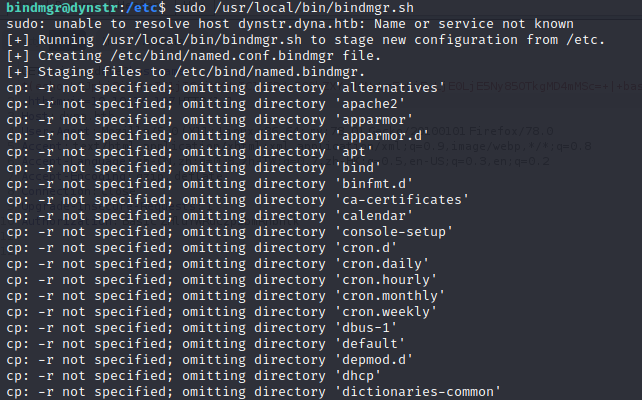 bindmgr@dynstr:/etc$ sudo /usr/local/bin/bindmgr.sh
sudo: unable to resolve host dynstr.dyna.htb: Name or service not known
[+] Running /usr/local/bin/bindmgr.sh to stage new configuration from /etc.
[+] Creating /etc/bind/named.conf.bindmgr file.
[+] Staging files to /etc/bind/named.bindmgr.
cp: -r not specified; omitting directory 'alternatives'
cp: -r not specified; omitting directory 'apache2'
cp: -r not specified; omitting directory 'apparmor'
cp: -r not specified; omitting directory 'apparmor.d'
cp: -r not specified; omitting directory 'apt'
cp: -r not specified; omitting directory 'bind'
cp: -r not specified; omitting directory 'binfmt.d'
cp: -r not specified; omitting directory 'ca-certificates'
cp: -r not specified; omitting directory 'calendar'
cp: -r not specified; omitting directory 'console-setup'
cp: -r not specified; omitting directory 'cron.d'
cp: -r not specified; omitting directory 'cron.daily'
cp: -r not specified; omitting directory 'cron.hourly'
cp: -r not specified; omitting directory 'cron.monthly'
cp: -r not specified; omitting directory 'cron.weekly'
cp: -r not specified; omitting directory 'dbus-1'
cp: -r not specified; omitting directory 'default'
cp: -r not specified; omitting directory 'depmod.d'
cp: -r not specified; omitting directory 'dhcp'
cp: -r not specified; omitting directory 'dictionaries-common'